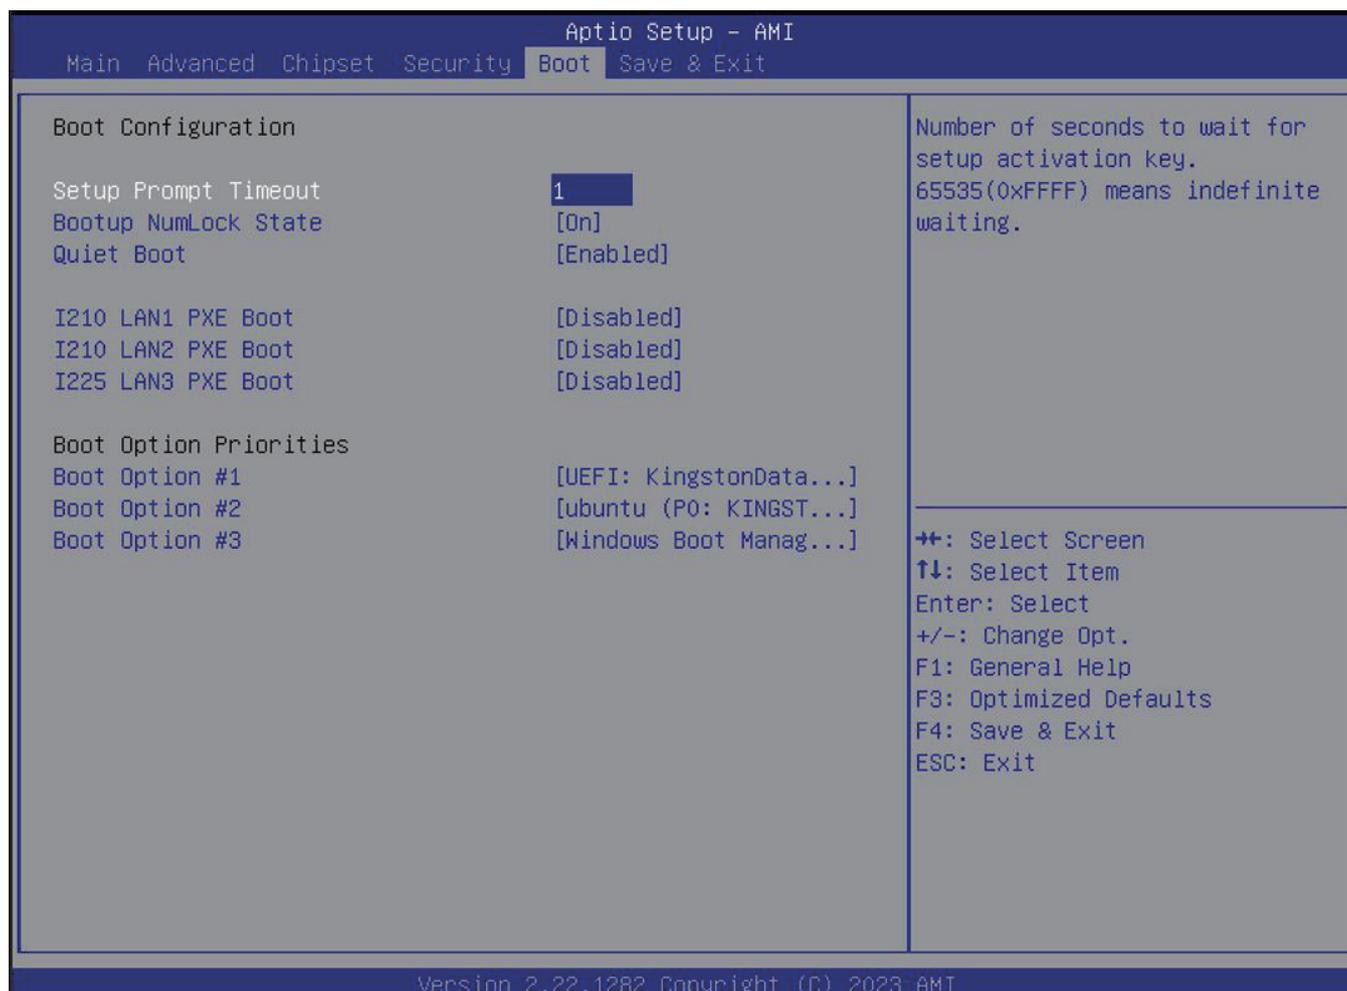 Aptio Setup – AMI
Main Advanced Chipset Security Boot Save & Exit
Boot Configuration
Setup Prompt Timeout 1
Bootup NumLock State [On]
Quiet Boot [Enabled]
I210 LAN1 PXE Boot [Disabled]
I210 LAN2 PXE Boot [Disabled]
I225 LAN3 PXE Boot [Disabled]
Boot Option Priorities
Boot Option #1 [UEFI: KingstonData...]
Boot Option #2 [ubuntu (P0: KINGST...]
Boot Option #3 [Windows Boot Manag...]
Number of seconds to wait for
setup activation key.
65535(0xFFFF) means indefinite
waiting.
→←: Select Screen
↑↓: Select Item
Enter: Select
+/-: Change Opt.
F1: General Help
F3: Optimized Defaults
F4: Save & Exit
ESC: Exit
Version 2.22.1282 Copyright (C) 2023 AMI